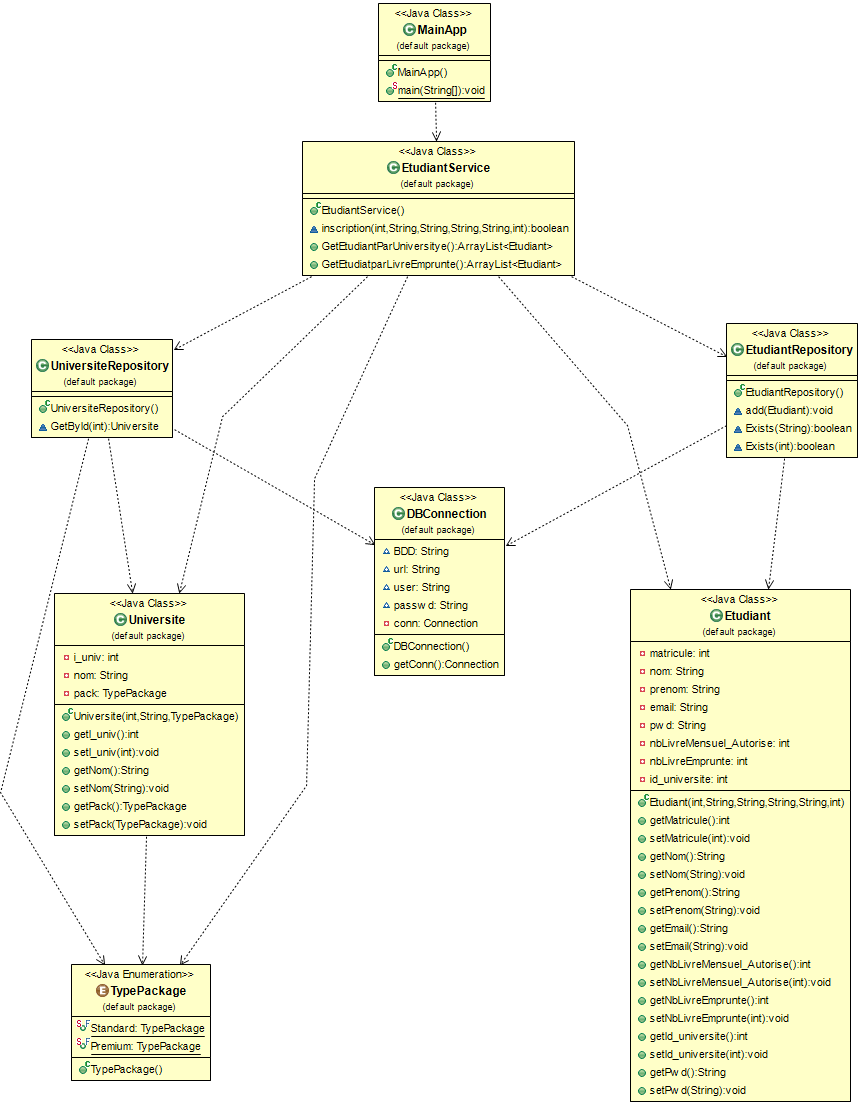 <<Java Class>>
MainApp
(default package)
MainApp()
main(String[]):void
<<Java Class>>
EtudiantService
(default package)
EtudiantService()
inscription(int,String,String,String,String,int):boolean
GetEtudiantParUniversitye():ArrayList<Etudiant>
GetEtudiatparLivreEmprunte():ArrayList<Etudiant>
<<Java Class>>
UniversiteRepository
(default package)
UniversiteRepository()
GetById(int):Universite
<<Java Class>>
EtudiantRepository
(default package)
EtudiantRepository()
add(Etudiant):void
Exists(String):boolean
Exists(int):boolean
<<Java Class>>
DBConnection
(default package)
BDD: String
url: String
user: String
passwd: String
conn: Connection
DBConnection()
getConn():Connection
<<Java Class>>
Universite
(default package)
i_univ: int
nom: String
pack: TypePackage
Universite(int,String,TypePackage)
getI_univ():int
setI_univ(int):void
getNom():String
setNom(String):void
getPack():TypePackage
setPack(TypePackage):void
<<Java Class>>
Etudiant
(default package)
matricule: int
nom: String
prenom: String
email: String
pwd: String
nbLivreMensuel_Autorise: int
nbLivreEmprunte: int
id_universite: int
Etudiant(int,String,String,String,String,int)
getMatricule():int
setMatricule(int):void
getNom():String
setNom(String):void
getPrenom():String
setPrenom(String):void
getEmail():String
setEmail(String):void
getNbLivreMensuel_Autorise():int
setNbLivreMensuel_Autorise(int):void
getNbLivreEmprunte():int
setNbLivreEmprunte(int):void
getId_universite():int
setId_universite(int):void
getPwd():String
setPwd(String):void
<<Java Enumeration>>
TypePackage
(default package)
Standard: TypePackage
Premium: TypePackage
TypePackage()